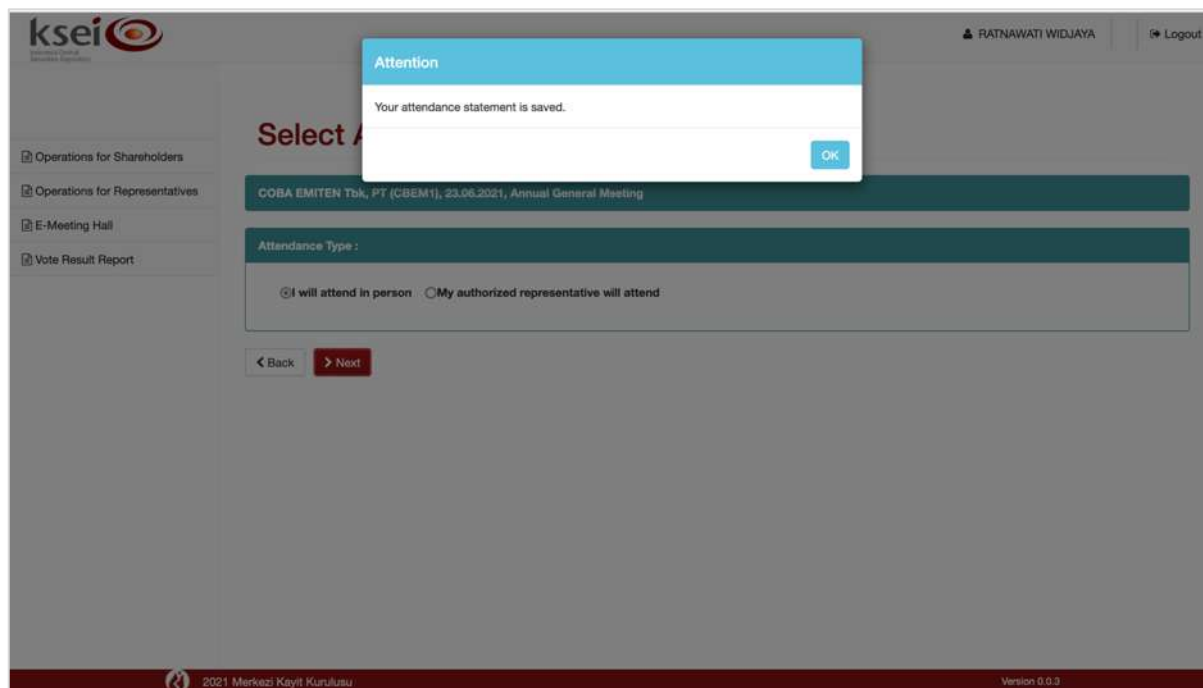 ksei
RATNAWATI WIDJAYA
Logout
Attention
Your attendance statement is saved.
OK
Select A
Operations for Shareholders
Operations for Representatives
E-Meeting Hall
Vote Result Report
COBA EMITEN Tbk, PT (CBEM1), 23.06.2021, Annual General Meeting
Attendance Type :
I will attend in person My authorized representative will attend
Back Next
2021 Merkezi Kayit Kurulusu
Version 0.0.3